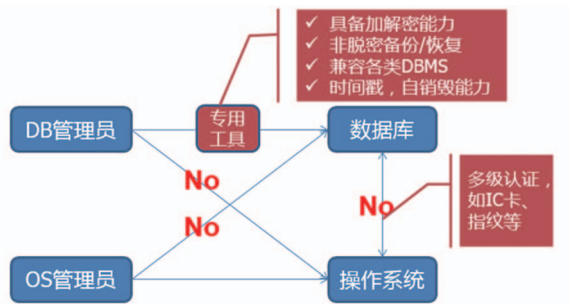 ✓ 具备加解密能力
✓ 非脱密备份/恢复
✓ 兼容各类DBMS
✓ 时间戳，自销毁能力
DB管理员
专用
工具
数据库
No
No
No
多级认证，
如IC卡、
指纹等
OS管理员
操作系统